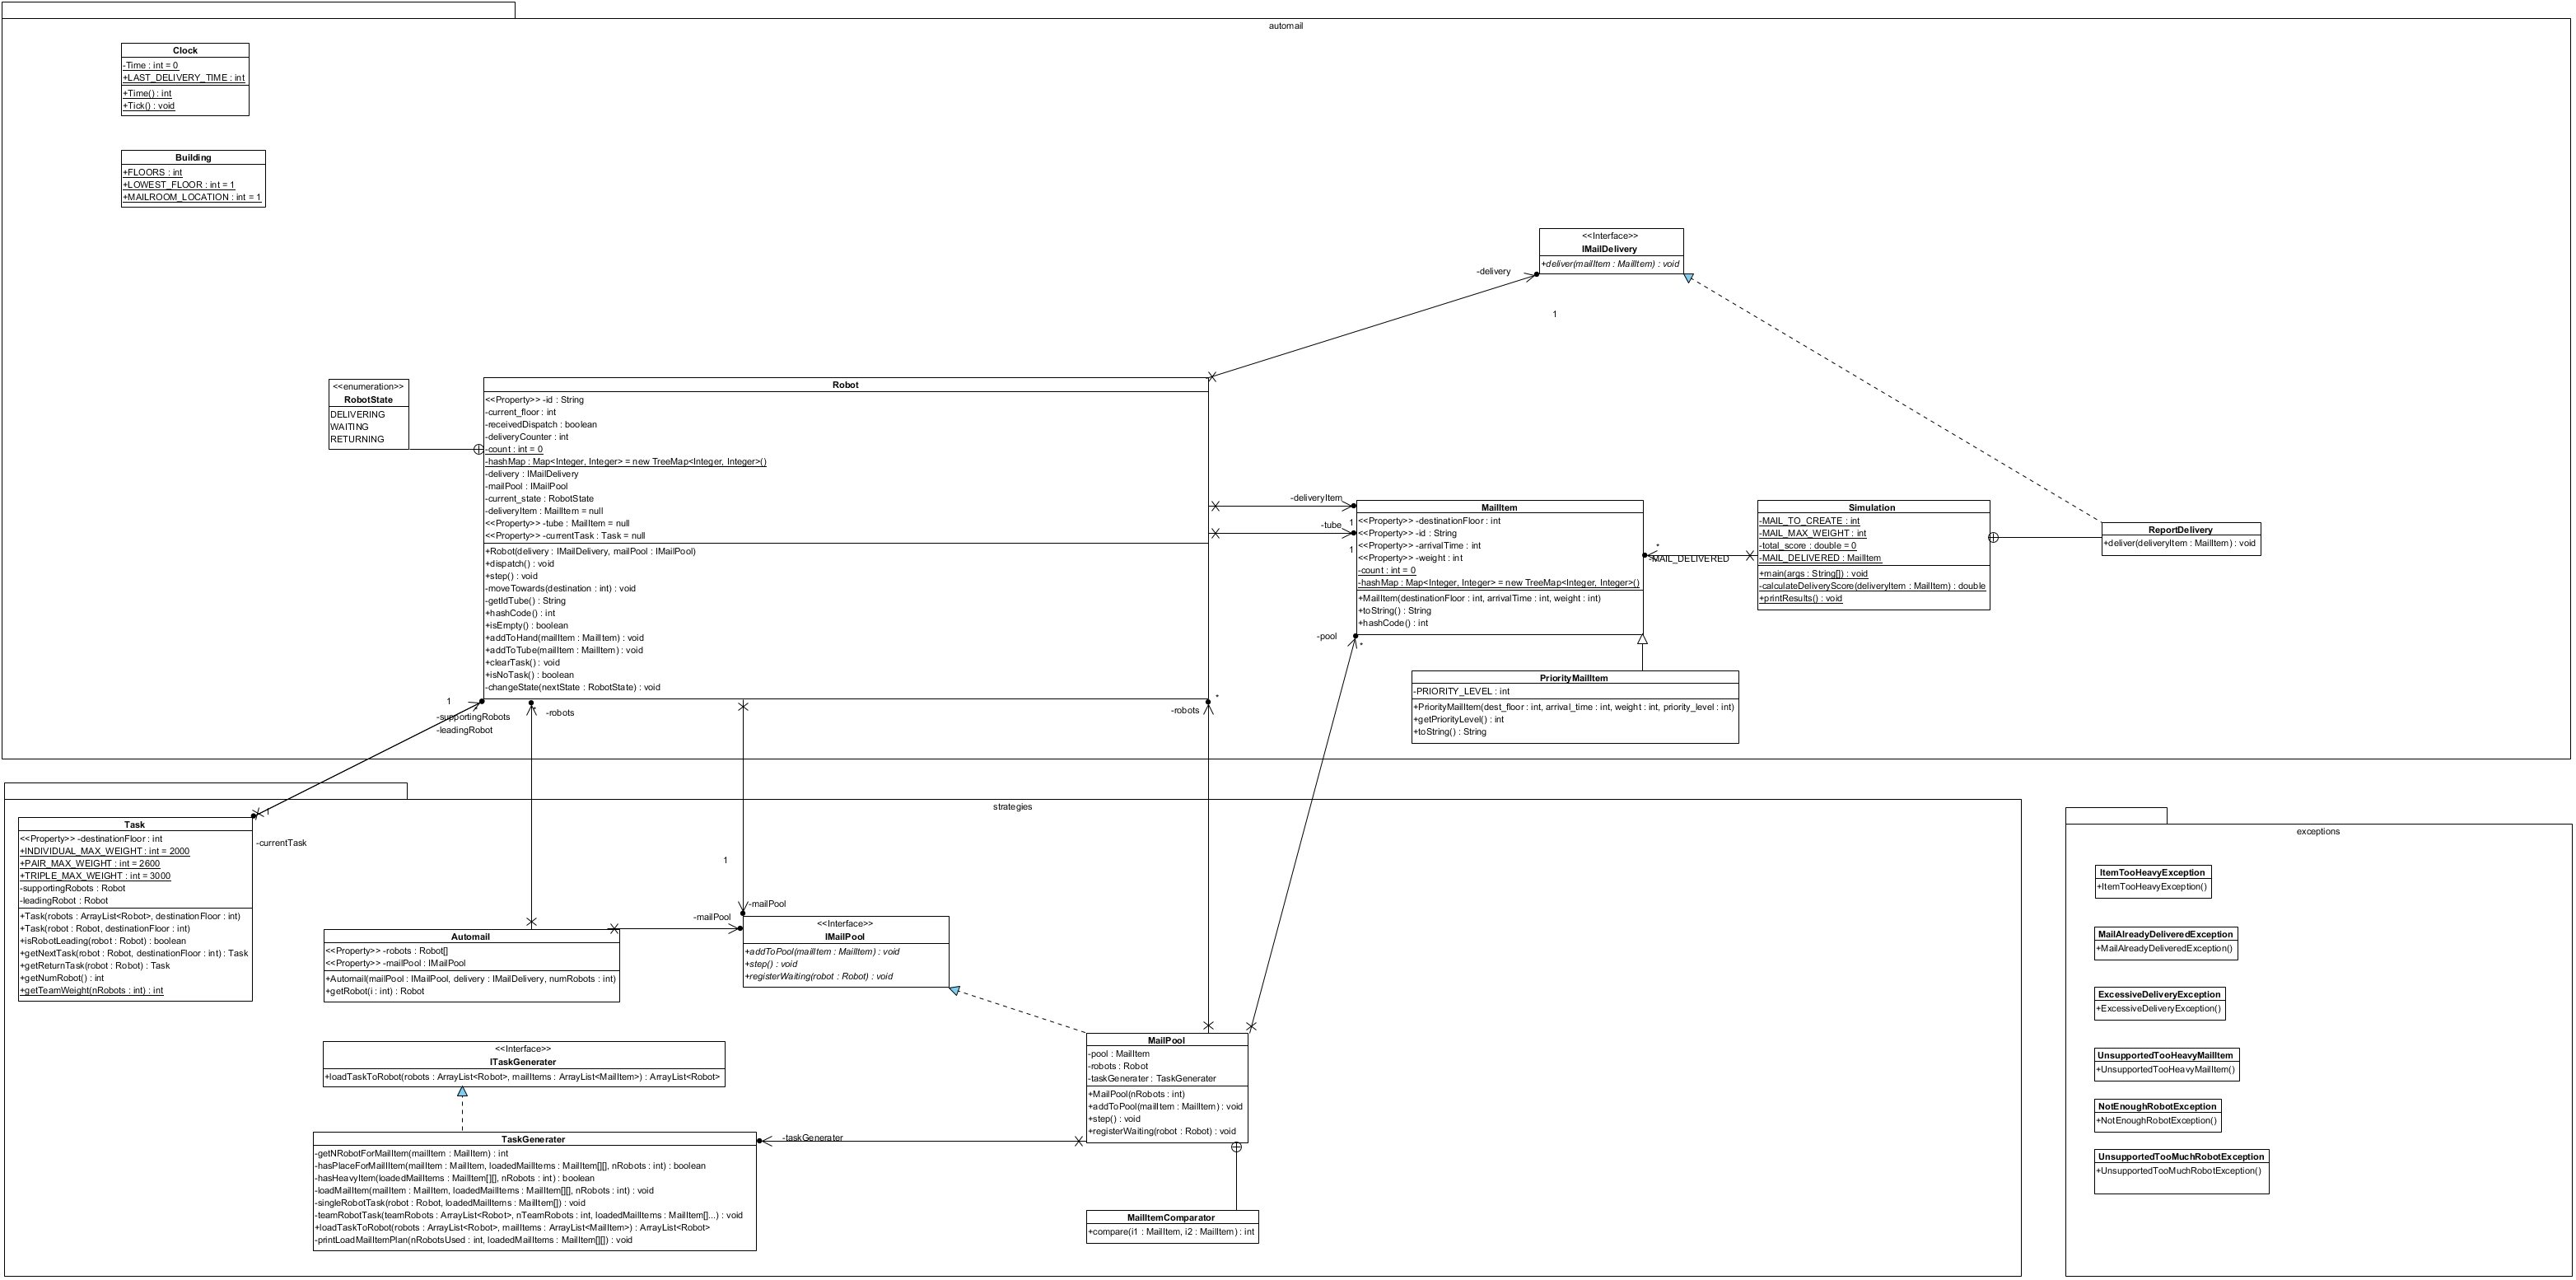 automail
Clock
-Time : int = 0
+LAST_DELIVERY_TIME : int
+Time() : int
+Tick() : void
Building
+FLOORS : int
+LOWEST_FLOOR : int = 1
+MAILROOM_LOCATION : int = 1
<<Interface>>
IMailDelivery
+deliver(mailItem : MailItem) : void
-delivery
1
<<enumeration>>
RobotState
DELIVERING
WAITING
RETURNING
Robot
<<Property>> -id : String
-current_floor : int
-receivedDispatch : boolean
-deliveryCounter : int
-count : int = 0
-hashMap : Map<Integer, Integer> = new TreeMap<Integer, Integer>()
-delivery : IMailDelivery
-mailPool : IMailPool
-current_state : RobotState
-deliveryItem : MailItem = null
<<Property>> -tube : MailItem = null
<<Property>> -currentTask : Task = null
+Robot(delivery : IMailDelivery, mailPool : IMailPool)
+dispatch() : void
+step() : void
-moveTowards(destination : int) : void
-getIdTube() : String
+hashCode() : int
+isEmpty() : boolean
+addToHand(mailItem : MailItem) : void
+addToTube(mailItem : MailItem) : void
+clearTask() : void
+isNoTask() : boolean
-changeState(nextState : RobotState) : void
-deliveryItem
1
-tube
1
MailItem
<<Property>> -destinationFloor : int
<<Property>> -id : String
<<Property>> -arrivalTime : int
<<Property>> -weight : int
-count : int = 0
-hashMap : Map<Integer, Integer> = new TreeMap<Integer, Integer>()
+MailItem(destinationFloor : int, arrivalTime : int, weight : int)
+toString() : String
+hashCode() : int
*
-MAIL_DELIVERED
Simulation
-MAIL_TO_CREATE : int
-MAIL_MAX_WEIGHT : int
-total_score : double = 0
-MAIL_DELIVERED : MailItem
+main(args : String[]) : void
-calculateDeliveryScore(deliveryItem : MailItem) : double
+printResults() : void
ReportDelivery
+deliver(deliveryItem : MailItem) : void
-pool
*
PriorityMailItem
-PRIORITY_LEVEL : int
+PriorityMailItem(dest_floor : int, arrival_time : int, weight : int, priority_level : int)
+getPriorityLevel() : int
+toString() : String
1
*
-supportingRobots
-leadingRobot
*
-robots
-robots
*
strategies
Task
<<Property>> -destinationFloor : int
+INDIVIDUAL_MAX_WEIGHT : int = 2000
+PAIR_MAX_WEIGHT : int = 2600
+TRIPLE_MAX_WEIGHT : int = 3000
-supportingRobots : Robot
-leadingRobot : Robot
+Task(robots : ArrayList<Robot>, destinationFloor : int)
+Task(robot : Robot, destinationFloor : int)
+isRobotLeading(robot : Robot) : boolean
+getNextTask(robot : Robot, destinationFloor : int) : Task
+getReturnTask(robot : Robot) : Task
+getNumRobot() : int
+getTeamWeight(nRobots : int) : int
1
-currentTask
1
-mailPool
-mailPool
Automail
<<Property>> -robots : Robot[]
<<Property>> -mailPool : IMailPool
+Automail(mailPool : IMailPool, delivery : IMailDelivery, numRobots : int)
+getRobot(i : int) : Robot
<<Interface>>
IMailPool
+addToPool(mailItem : MailItem) : void
+step() : void
+registerWaiting(robot : Robot) : void
<<Interface>>
ITaskGenerater
+loadTaskToRobot(robots : ArrayList<Robot>, mailItems : ArrayList<MailItem>) : ArrayList<Robot>
MailPool
-pool : MailItem
-robots : Robot
-taskGenerater : TaskGenerater
+MailPool(nRobots : int)
+addToPool(mailItem : MailItem) : void
+step() : void
+registerWaiting(robot : Robot) : void
-taskGenerater
TaskGenerater
-getNRobotForMailItem(mailItem : MailItem) : int
-hasPlaceForMailItem(mailItem : MailItem, loadedMailItems : MailItem[][], nRobots : int) : boolean
-hasHeavyItem(loadedMailItems : MailItem[][], nRobots : int) : boolean
-loadMailItem(mailItem : MailItem, loadedMailItems : MailItem[][], nRobots : int) : void
-singleRobotTask(robot : Robot, loadedMailItems : MailItem[]) : void
-teamRobotTask(teamRobots : ArrayList<Robot>, nTeamRobots : int, loadedMailItems : MailItem[]...) : void
+loadTaskToRobot(robots : ArrayList<Robot>, mailItems : ArrayList<MailItem>) : ArrayList<Robot>
-printLoadMailItemPlan(nRobotsUsed : int, loadedMailItems : MailItem[][]) : void
MailItemComparator
+compare(i1 : MailItem, i2 : MailItem) : int
exceptions
ItemTooHeavyException
+ItemTooHeavyException()
MailAlreadyDeliveredException
+MailAlreadyDeliveredException()
ExcessiveDeliveryException
+ExcessiveDeliveryException()
UnsupportedTooHeavyMailItem
+UnsupportedTooHeavyMailItem()
NotEnoughRobotException
+NotEnoughRobotException()
UnsupportedTooMuchRobotException
+UnsupportedTooMuchRobotException()